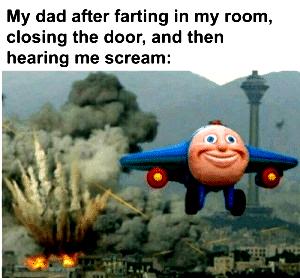 My dad after farting in my room,
closing the door, and then
hearing me scream: